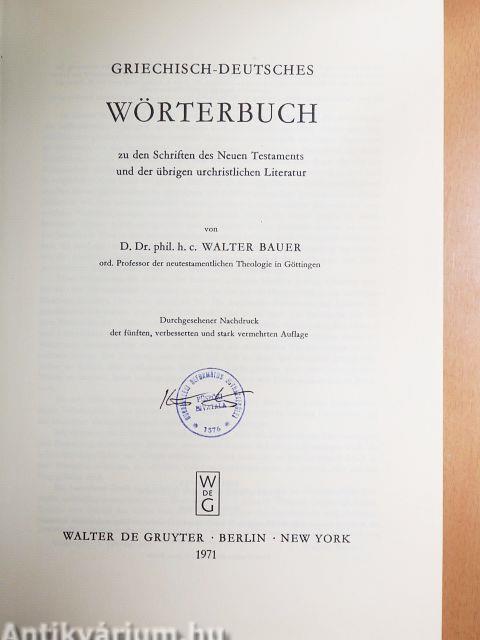 GRIECHISCH-DEUTSCHES
WÖRTERBUCH
zu den Schriften des Neuen Testaments
und der übrigen urchristlichen Literatur
von
D. Dr. phil. h. c. WALTER BAUER
ord. Professor der neutestamentlichen Theologie in Göttingen
Durchgesehener Nachdruck
der fünften, verbesserten und stark vermehrten Auflage
PÜSPÖKI
HIVATALA
W
DE
G
WALTER DE GRUYTER · BERLIN · NEW YORK
1971
Antikvárium.hu